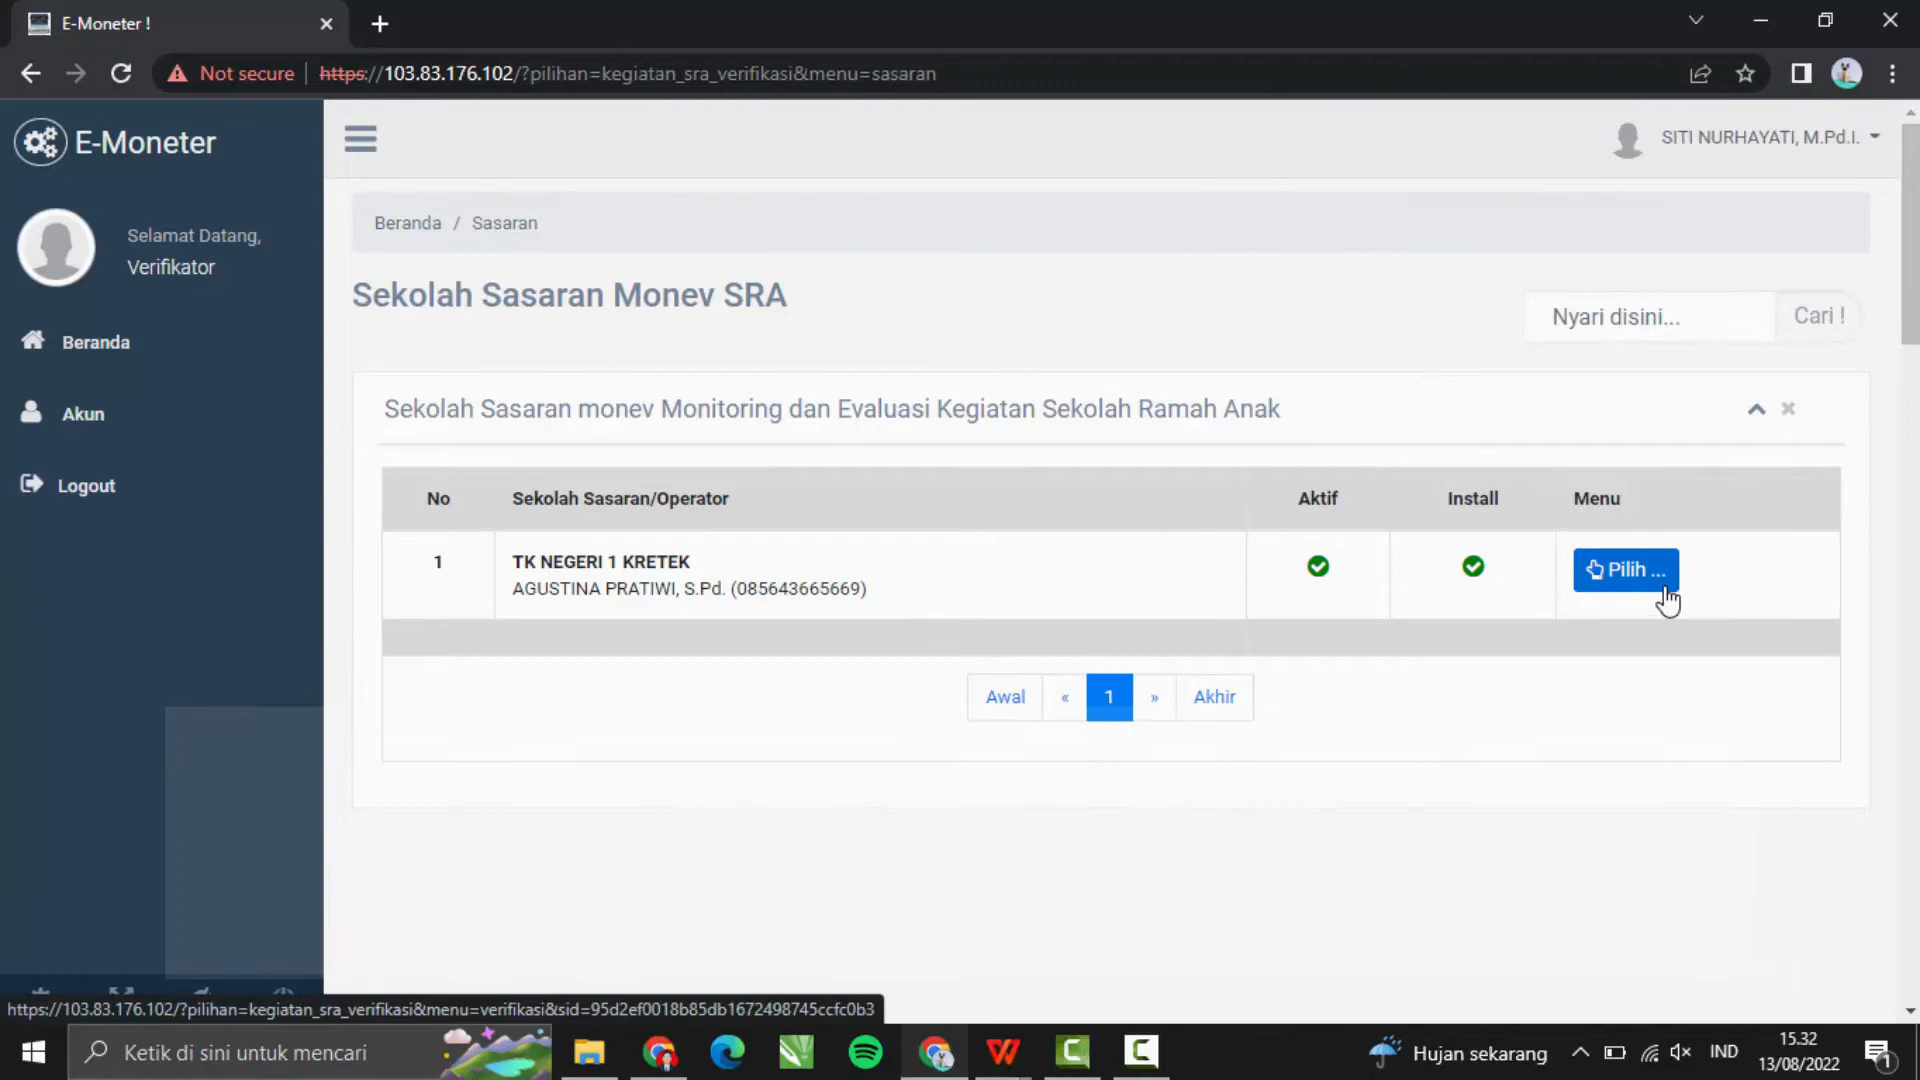 E-Moneter !
Not secure
https://103.83.176.102/?pilihan=kegiatan_sra_verifikasi&menu=sasaran
E-Moneter
SITI NURHAYATI, M.Pd.I.
Selamat Datang,
Verifikator
Beranda
Akun
Logout
Beranda / Sasaran
Sekolah Sasaran Monev SRA
Nyari disini...
Cari !
Sekolah Sasaran monev Monitoring dan Evaluasi Kegiatan Sekolah Ramah Anak
No Sekolah Sasaran/Operator Aktif Install Menu
1 TK NEGERI 1 KRETEK Pilih ...
AGUSTINA PRATIWI, S.Pd. (085643665669)
Awal « 1 » Akhir
https://103.83.176.102/?pilihan=kegiatan_sra_verifikasi&menu=verifikasi&sid=95d2ef0018b85db1672498745ccfc0b3
Ketik di sini untuk mencari
Hujan sekarang
IND
15.32
13/08/2022
1